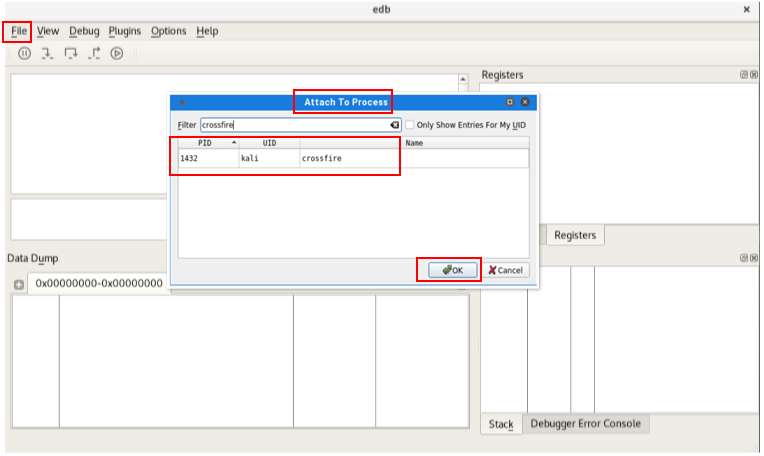 edb
File View Debug Plugins Options Help
Registers
Attach To Process
Filter crossfire Only Show Entries For My UID
PID UID Name
1432 kali crossfire
Registers
Data Dump
OK Cancel
0x00000000-0x00000000
Stack Debugger Error Console